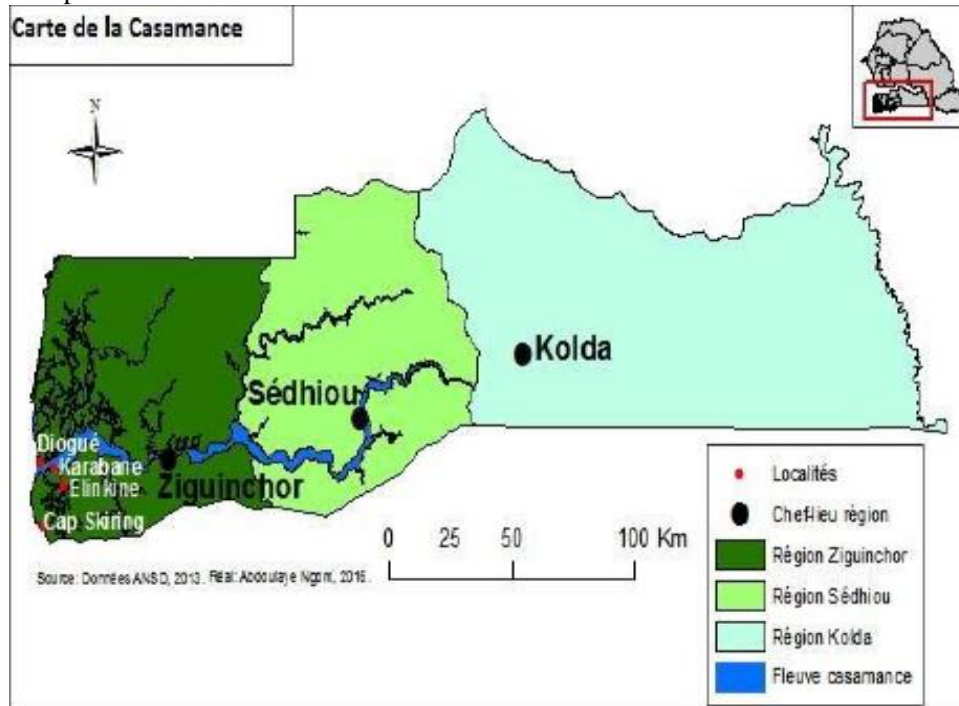 Carte de la Casamance
N
Kolda
Sédhiou
Diogué
Karabane
Elinkine
Ziguinchor
Cap Skiring
0 25 50 100 Km
Source: Données ANSD, 2013. Réal: Abdoulaye Ngom, 2016.
Localités
Chef-lieu région
Région Ziguinchor
Région Sédhiou
Région Kolda
Fleuve casamance